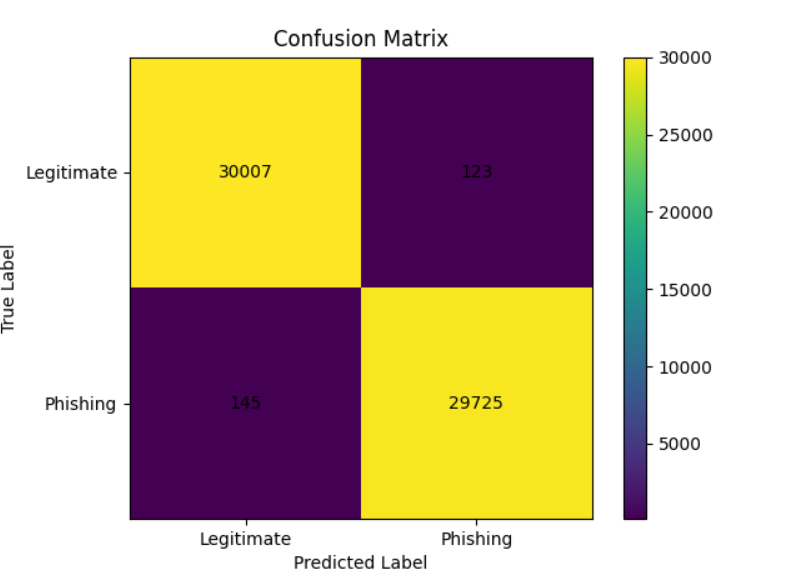 Confusion Matrix
True Label
Legitimate
Phishing
30007
123
145
29725
Legitimate
Phishing
Predicted Label
30000
25000
20000
15000
10000
5000